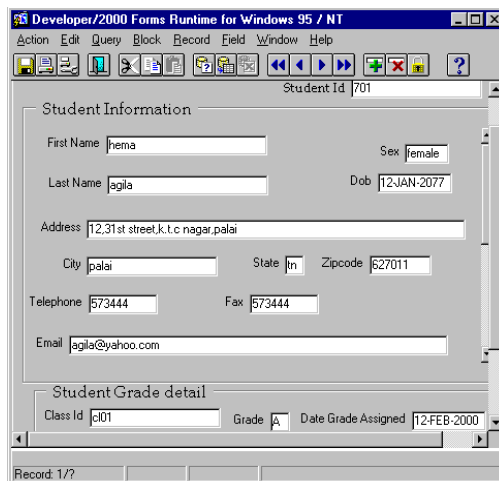 Developer/2000 Forms Runtime for Windows 95 / NT
Action Edit Query Block Record Field Window Help
Student Id 701
Student Information
First Name hema
Sex female
Last Name agila
Dob 12-JAN-2077
Address 12,31st street,k.t.c nagar,palai
City palai State tn Zipcode 627011
Telephone 573444 Fax 573444
Email agila@yahoo.com
Student Grade detail
Class Id cl01 Grade A Date Grade Assigned 12-FEB-2000
Record: 1/?